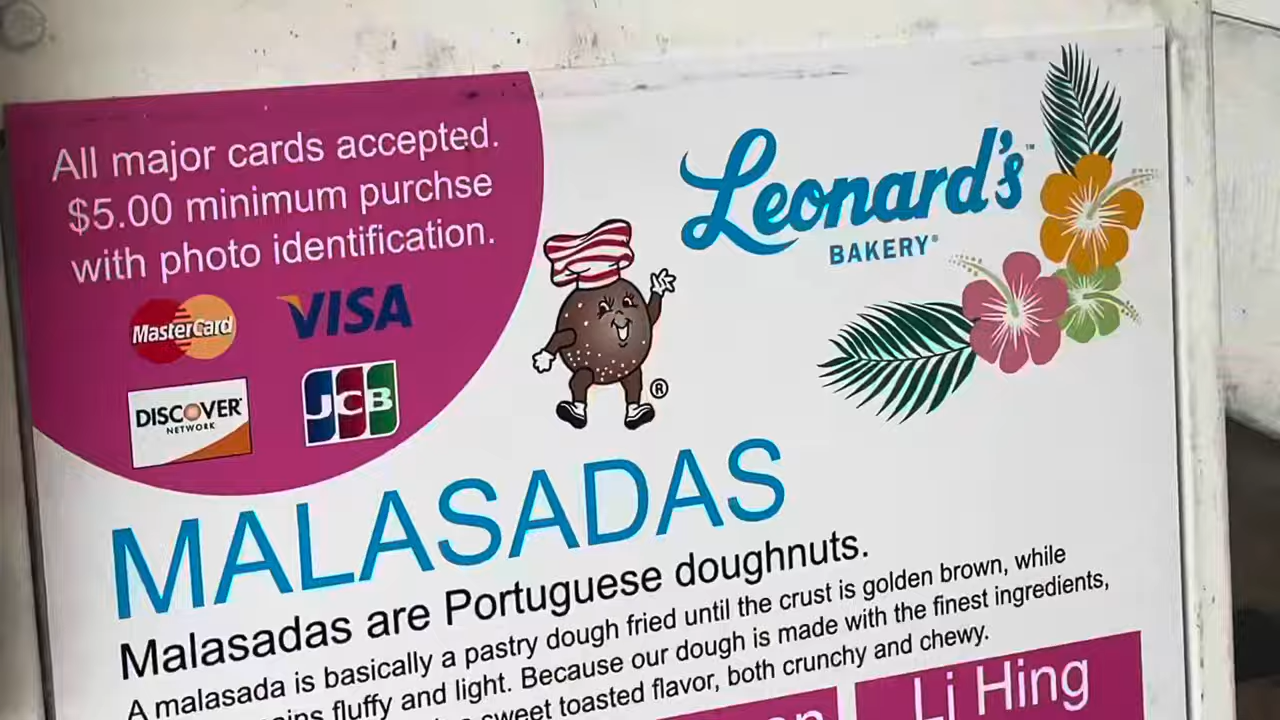 All major cards accepted.
$5.00 minimum purchse
with photo identification.
MasterCard
VISA
DISCOVER
NETWORK
JCB
Leonard's™
BAKERY®
®
MALASADAS
Malasadas are Portuguese doughnuts.
A malasada is basically a pastry dough fried until the crust is golden brown, while
fluffy and light. Because our dough is made with the finest ingredients,
sweet toasted flavor, both crunchy and chewy.
Li Hing